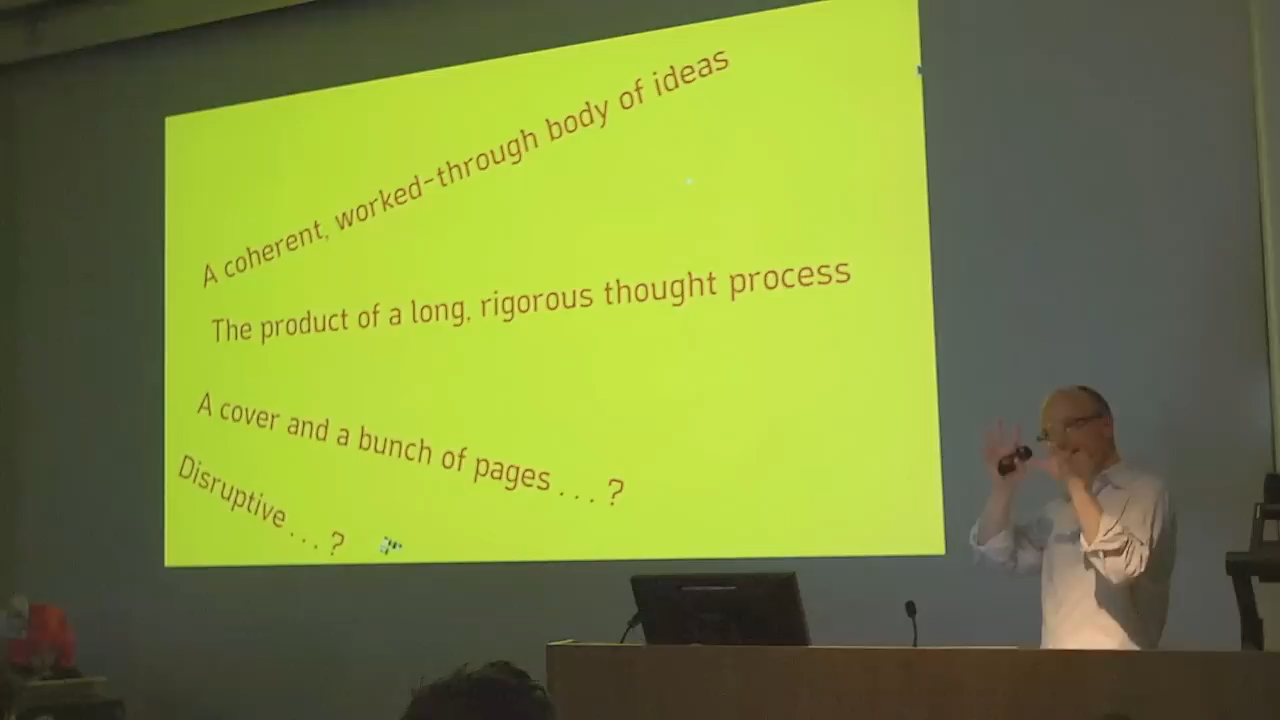 A coherent, worked-through body of ideas
The product of a long, rigorous thought process
A cover and a bunch of pages . . . ?
Disruptive . . . ?